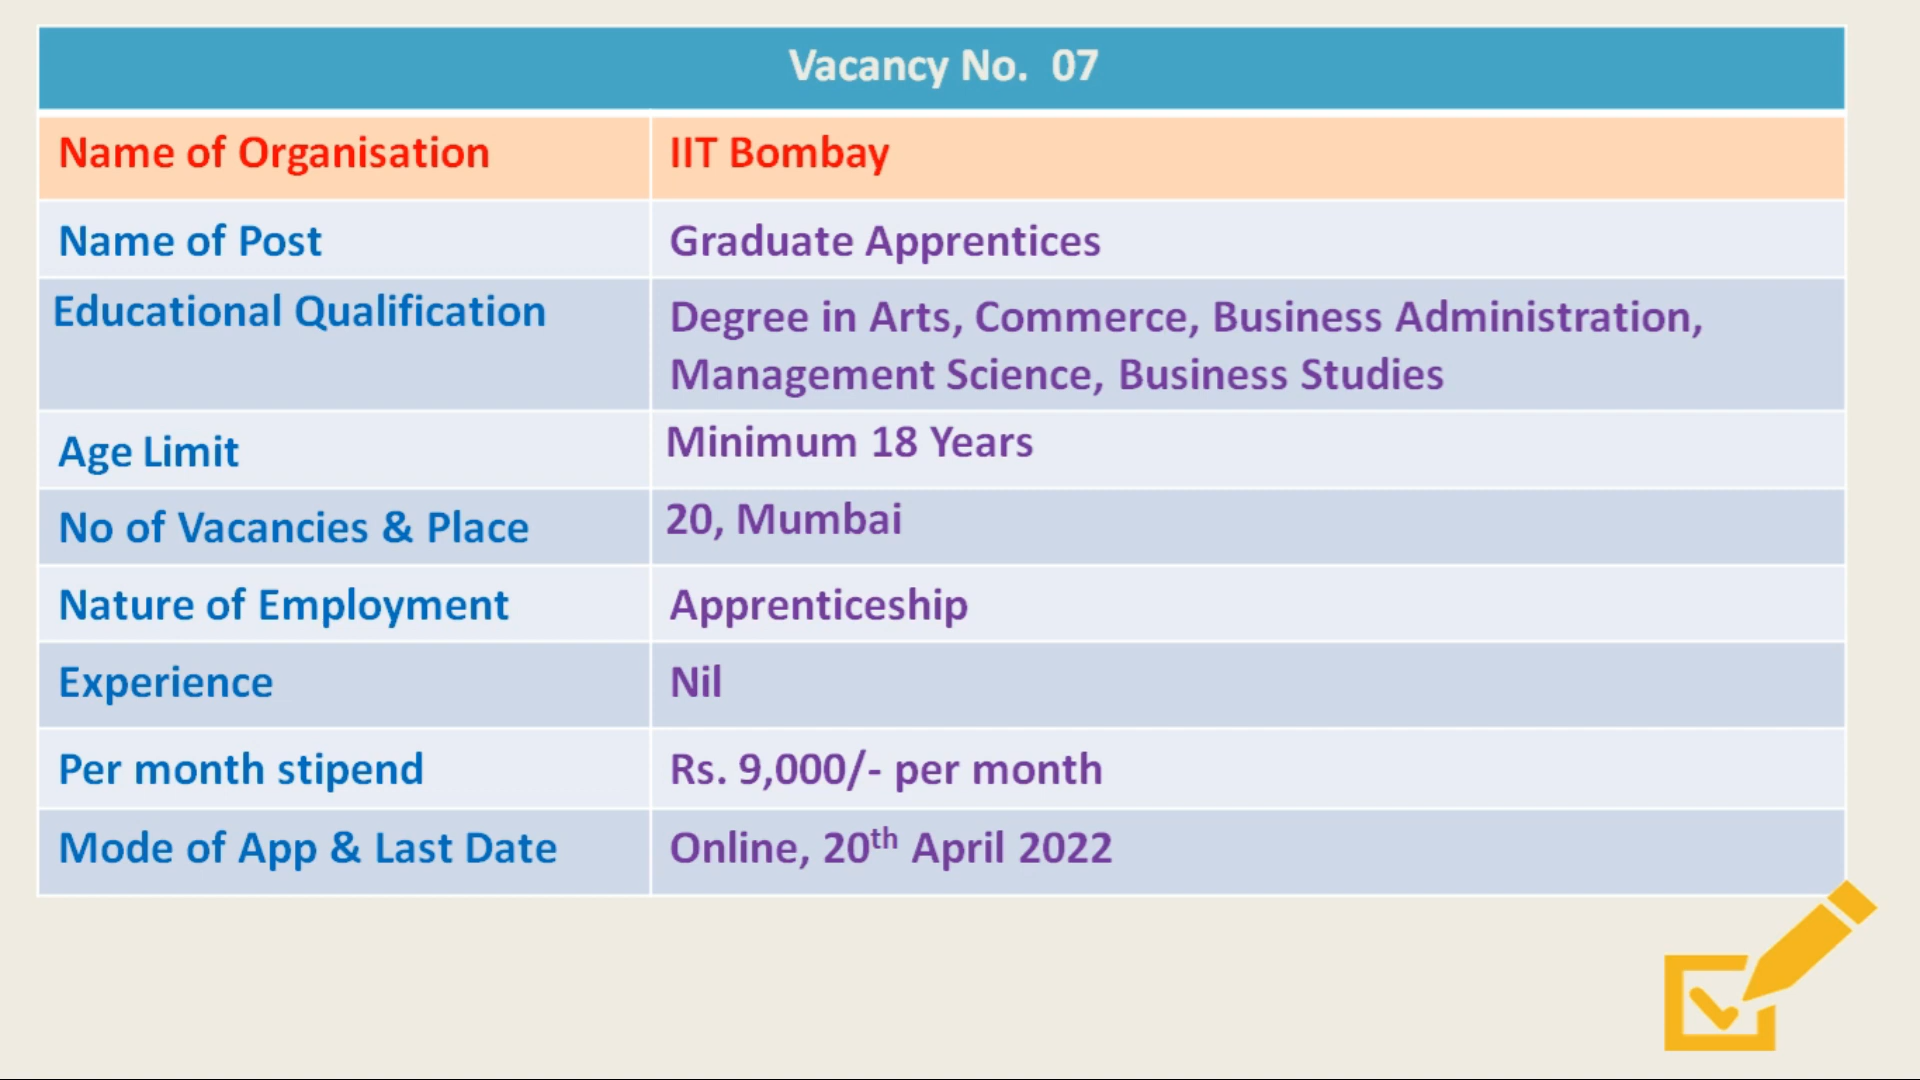 Vacancy No. 07
Name of Organisation
IIT Bombay
Name of Post
Graduate Apprentices
Educational Qualification
Degree in Arts, Commerce, Business Administration,
Management Science, Business Studies
Age Limit
Minimum 18 Years
No of Vacancies & Place
20, Mumbai
Nature of Employment
Apprenticeship
Experience
Nil
Per month stipend
Rs. 9,000/- per month
Mode of App & Last Date
Online, 20th April 2022